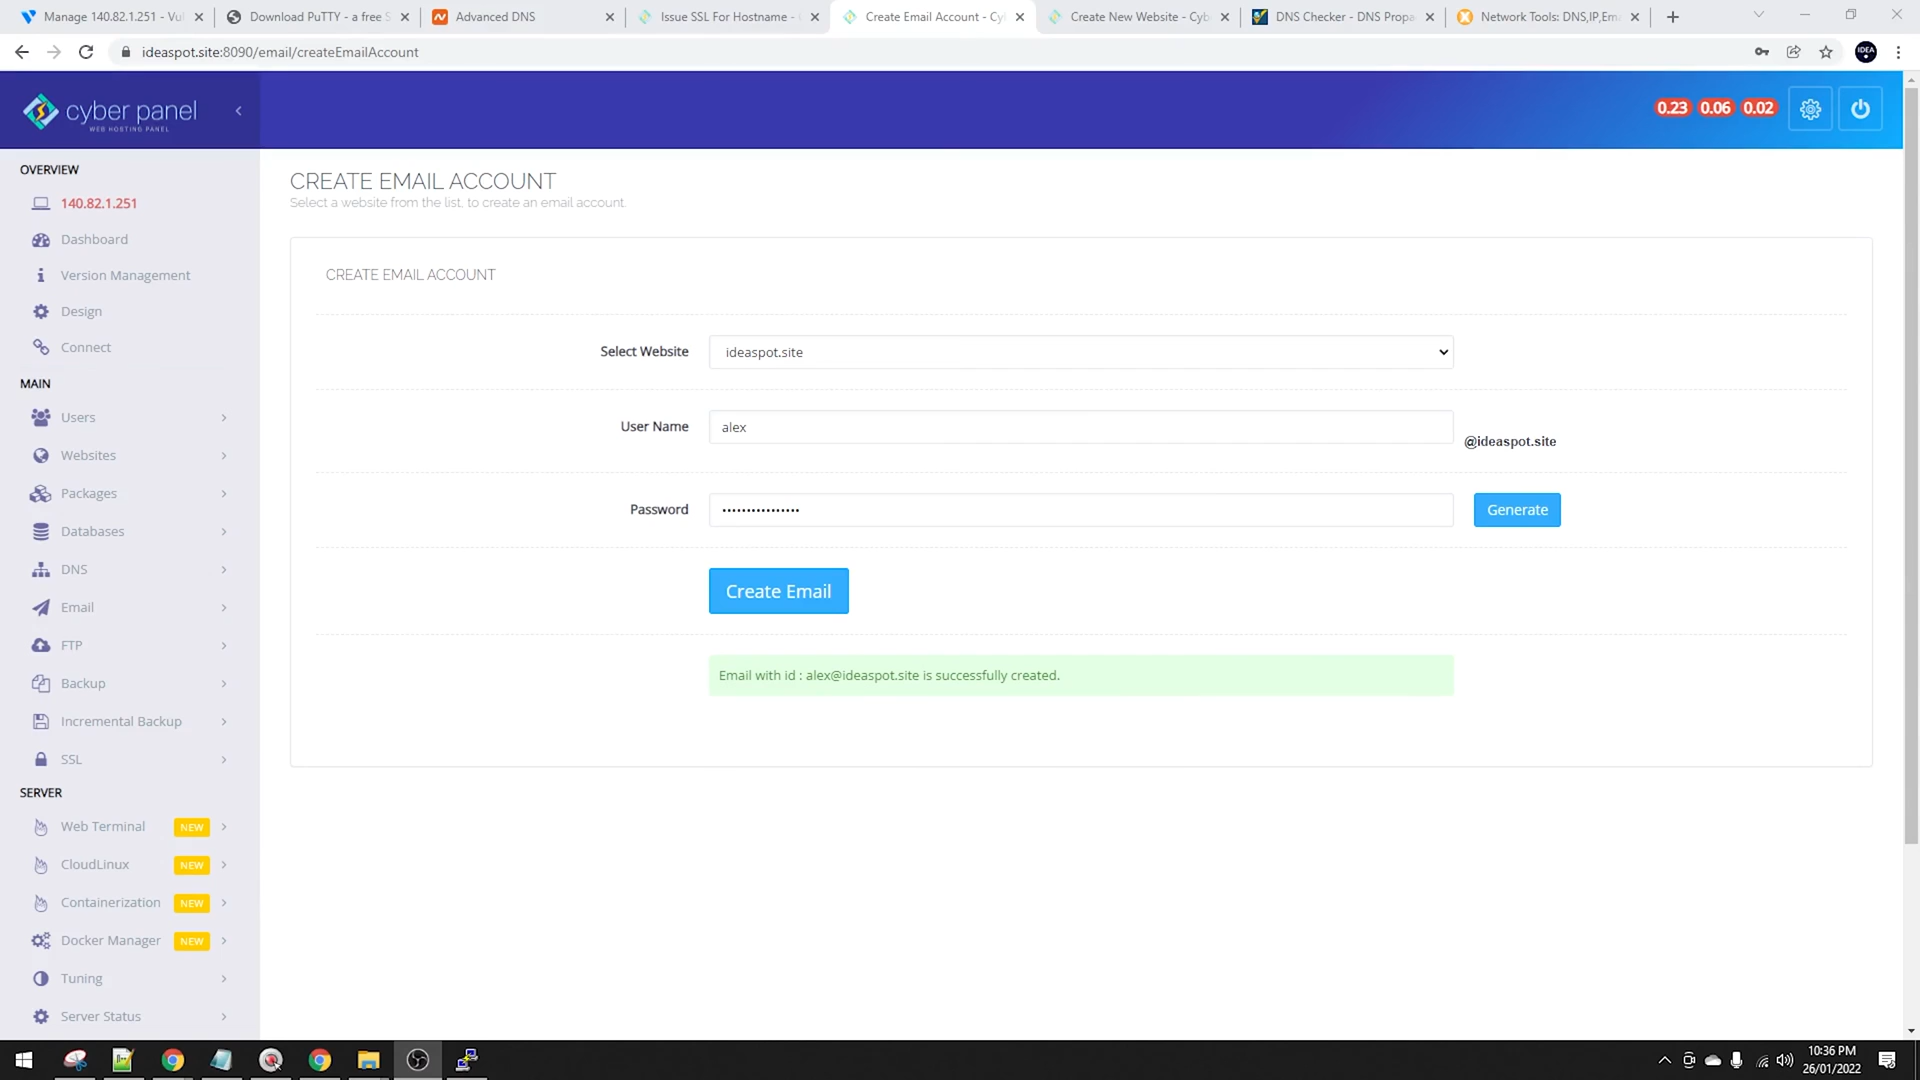 Manage 140.82.1.251 - Vul
Download PuTTY - a free S
Advanced DNS
Issue SSL For Hostname -
Create Email Account - Cy
Create New Website - Cyb
DNS Checker - DNS Propa
Network Tools: DNS,IP,Em
ideaspot.site:8090/email/createEmailAccount
IDEA
cyber panel
WEB HOSTING PANEL
0.23 0.06 0.02
OVERVIEW
140.82.1.251
Dashboard
Version Management
Design
Connect
MAIN
Users
Websites
Packages
Databases
DNS
Email
FTP
Backup
Incremental Backup
SSL
SERVER
Web Terminal NEW
CloudLinux NEW
Containerization NEW
Docker Manager NEW
Tuning
Server Status
CREATE EMAIL ACCOUNT
Select a website from the list, to create an email account.
CREATE EMAIL ACCOUNT
Select Website ideaspot.site
User Name alex @ideaspot.site
Password •••••••••••••••• Generate
Create Email
Email with id : alex@ideaspot.site is successfully created.
10:36 PM
26/01/2022